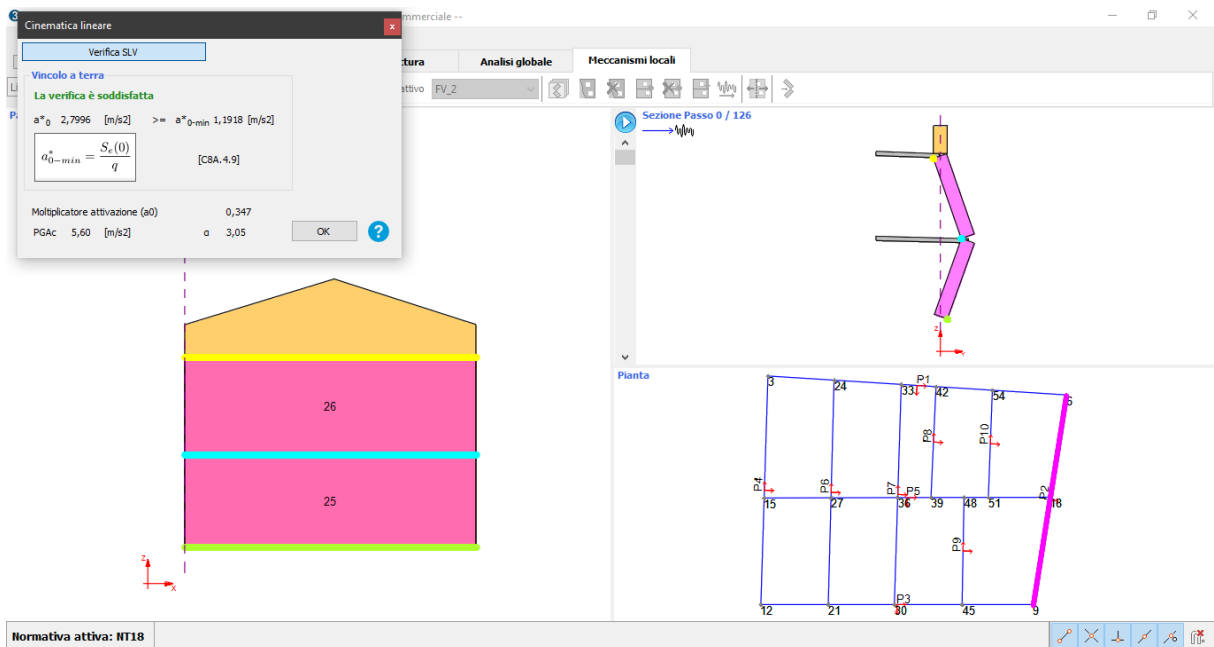 Cinematica lineare
x
mmerciale --
Verifica SLV
Vincolo a terra
La verifica è soddisfatta
a*0 2,7996 [m/s2] >= a*0-min 1,1918 [m/s2]
a*0−min = Se(0) / q
[C8A.4.9]
Moltiplicatore attivazione (a0) 0,347
PGAc 5,60 [m/s2] α 3,05
OK
?
ttura
Analisi globale
Meccanismi locali
attivo FV_2
Sezione Passo 0 / 126
z
26
25
z
x
Pianta
3
24
33
P1
42
54
6
P8
P10
P4
P6
P7
P5
P2
15
27
36
39
48
51
18
P9
12
21
P3
30
45
9
Normativa attiva: NT18